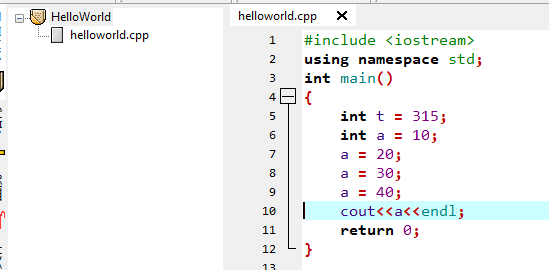 HelloWorld
helloworld.cpp
helloworld.cpp
1 #include <iostream>
2 using namespace std;
3 int main()
4 {
5 int t = 315;
6 int a = 10;
7 a = 20;
8 a = 30;
9 a = 40;
10 cout<<a<<endl;
11 return 0;
12 }
13